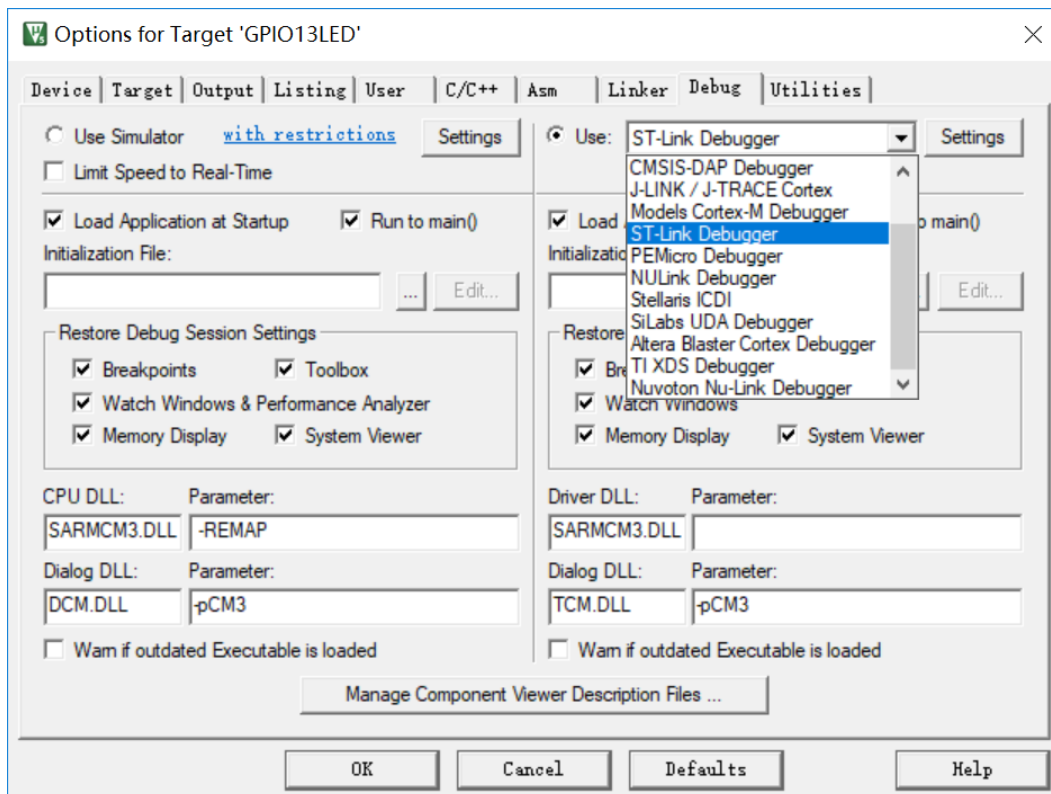 Options for Target 'GPIO13LED'
Device Target Output Listing User C/C++ Asm Linker Debug Utilities
Use Simulator with restrictions Settings
Limit Speed to Real-Time
Load Application at Startup Run to main()
Initialization File:
... Edit...
Restore Debug Session Settings
Breakpoints Toolbox
Watch Windows & Performance Analyzer
Memory Display System Viewer
CPU DLL: Parameter:
SARMCM3.DLL -REMAP
Dialog DLL: Parameter:
DCM.DLL -pCM3
Warn if outdated Executable is loaded
Use: ST-Link Debugger Settings
CMSIS-DAP Debugger
J-LINK / J-TRACE Cortex
Models Cortex-M Debugger
ST-Link Debugger
PEMicro Debugger
NULink Debugger
Stellaris ICDI
SiLabs UDA Debugger
Altera Blaster Cortex Debugger
TI XDS Debugger
Nuvoton Nu-Link Debugger
Load main()
Edit...
Restore
Watch Windows
Memory Display System Viewer
Driver DLL: Parameter:
SARMCM3.DLL
Dialog DLL: Parameter:
TCM.DLL -pCM3
Warn if outdated Executable is loaded
Manage Component Viewer Description Files ...
OK Cancel Defaults Help